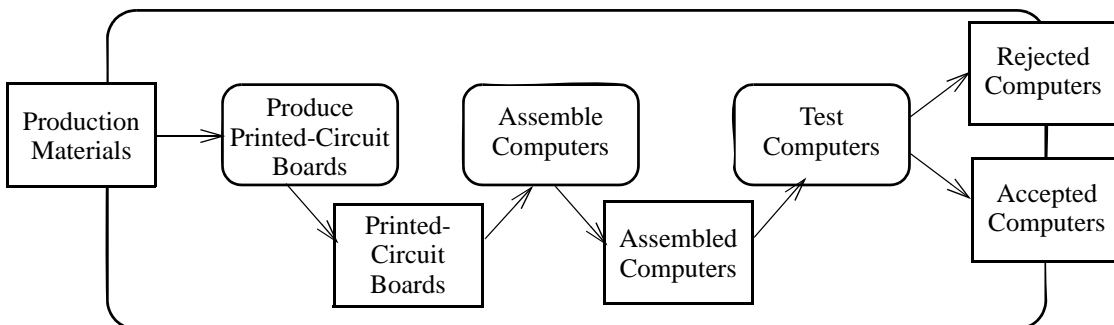 Production
Materials
Produce
Printed-Circuit
Boards
Printed-
Circuit
Boards
Assemble
Computers
Assembled
Computers
Test
Computers
Rejected
Computers
Accepted
Computers